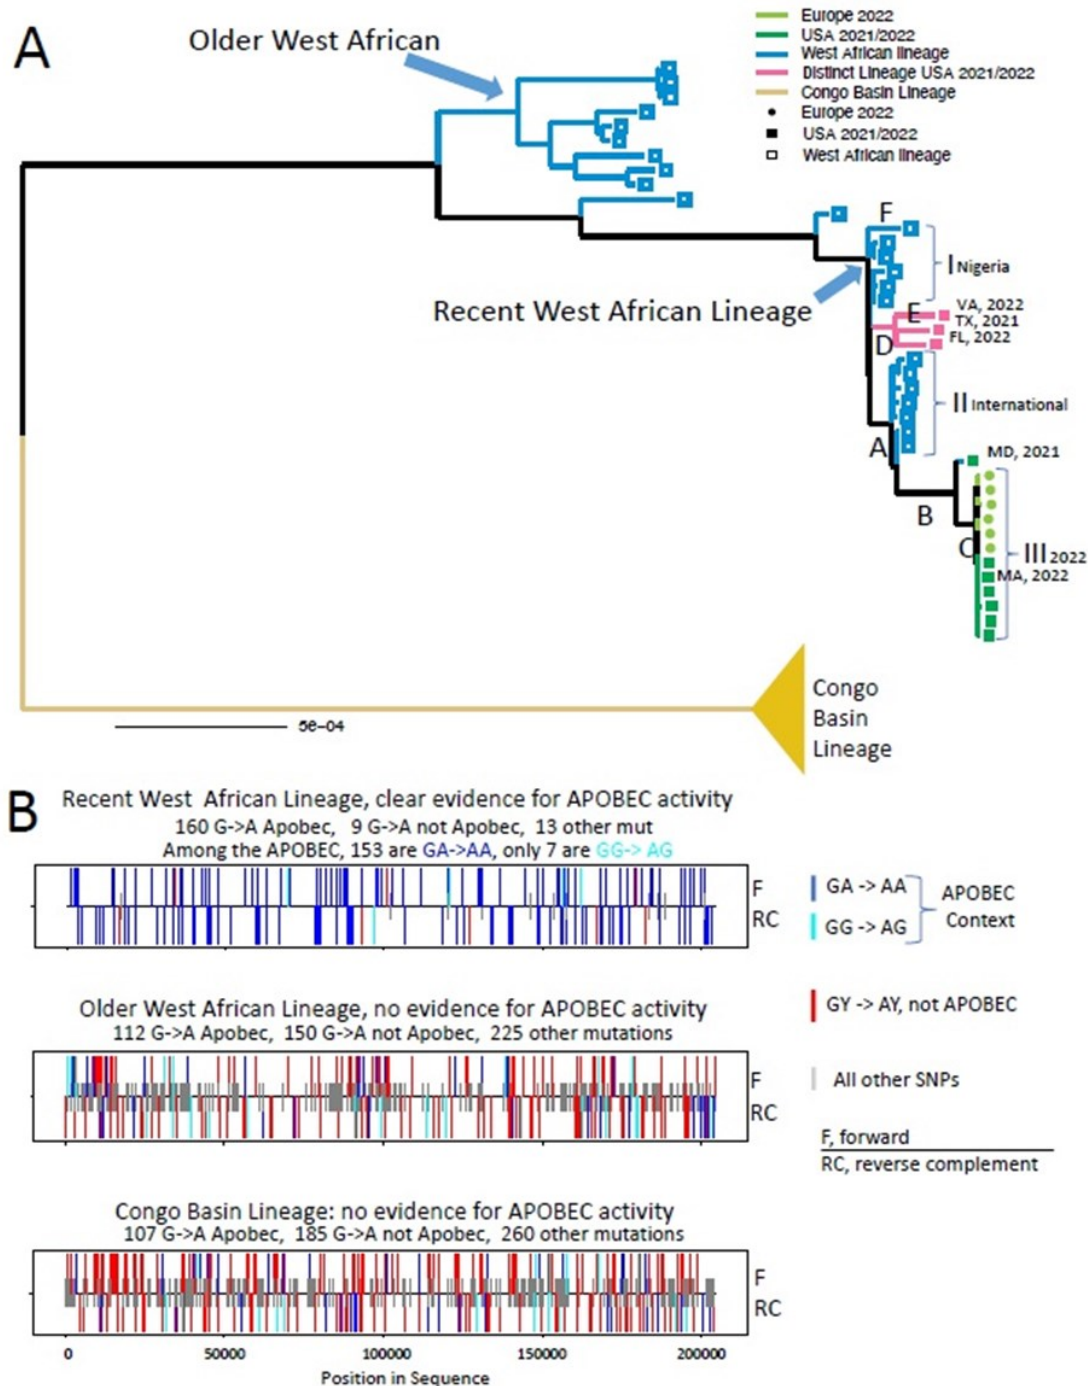 A
Older West African
Europe 2022
USA 2021/2022
West African lineage
Distinct Lineage USA 2021/2022
Congo Basin Lineage
Europe 2022
USA 2021/2022
West African lineage
F
I Nigeria
Recent West African Lineage
E
VA, 2022
TX, 2021
FL, 2022
D
II International
A
MD, 2021
B
C
III 2022
MA, 2022
Congo
Basin
Lineage
5e-04
B
Recent West African Lineage, clear evidence for APOBEC activity
160 G->A Apobec, 9 G->A not Apobec, 13 other mut
Among the APOBEC, 153 are GA->AA, only 7 are GG-> AG
F
RC
GA -> AA
GG -> AG
APOBEC
Context
GY -> AY, not APOBEC
All other SNPs
F, forward
RC, reverse complement
Older West African Lineage, no evidence for APOBEC activity
112 G->A Apobec, 150 G->A not Apobec, 225 other mutations
F
RC
Congo Basin Lineage: no evidence for APOBEC activity
107 G->A Apobec, 185 G->A not Apobec, 260 other mutations
F
RC
0 50000 100000 150000 200000
Position in Sequence